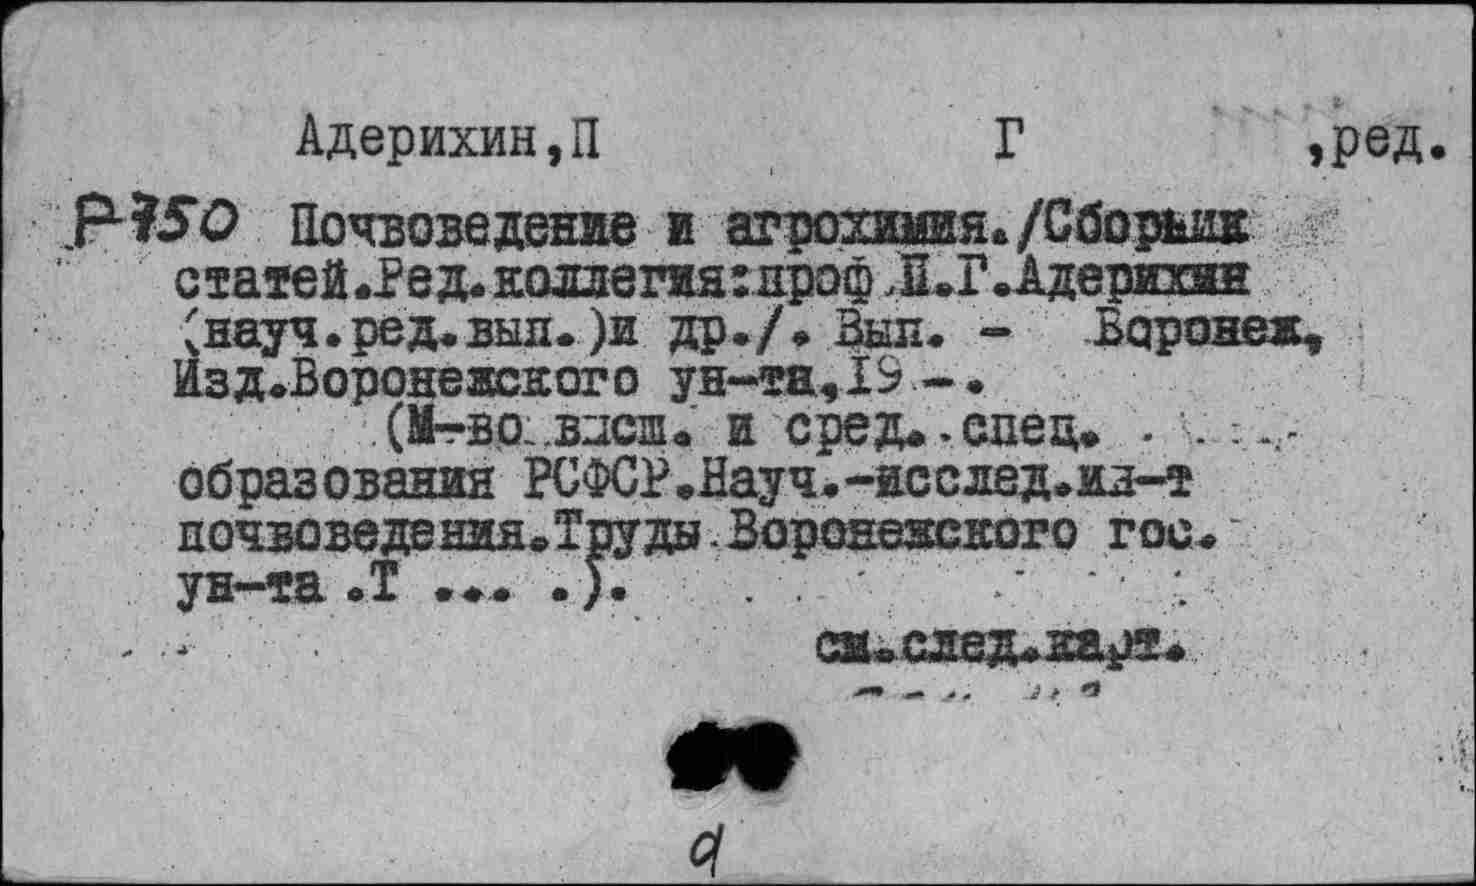 Адерихин,П Г ,ред.
Р-750 Почвоведение и агрохимия./Сборник
статей.Ред.коллегия:проф.П.Г.Адерихин
(науч.ред.вып.)и др./. Вып. - Воронеж,
Изд.Воронежского ун-та,19 -.
(М-во высш. и сред. спец.
образования РСФСР.Науч.-исслед.ин-т
почвоведения.Труды Воронежского гос.
ун-та .Т ... .).
см.след.карт.